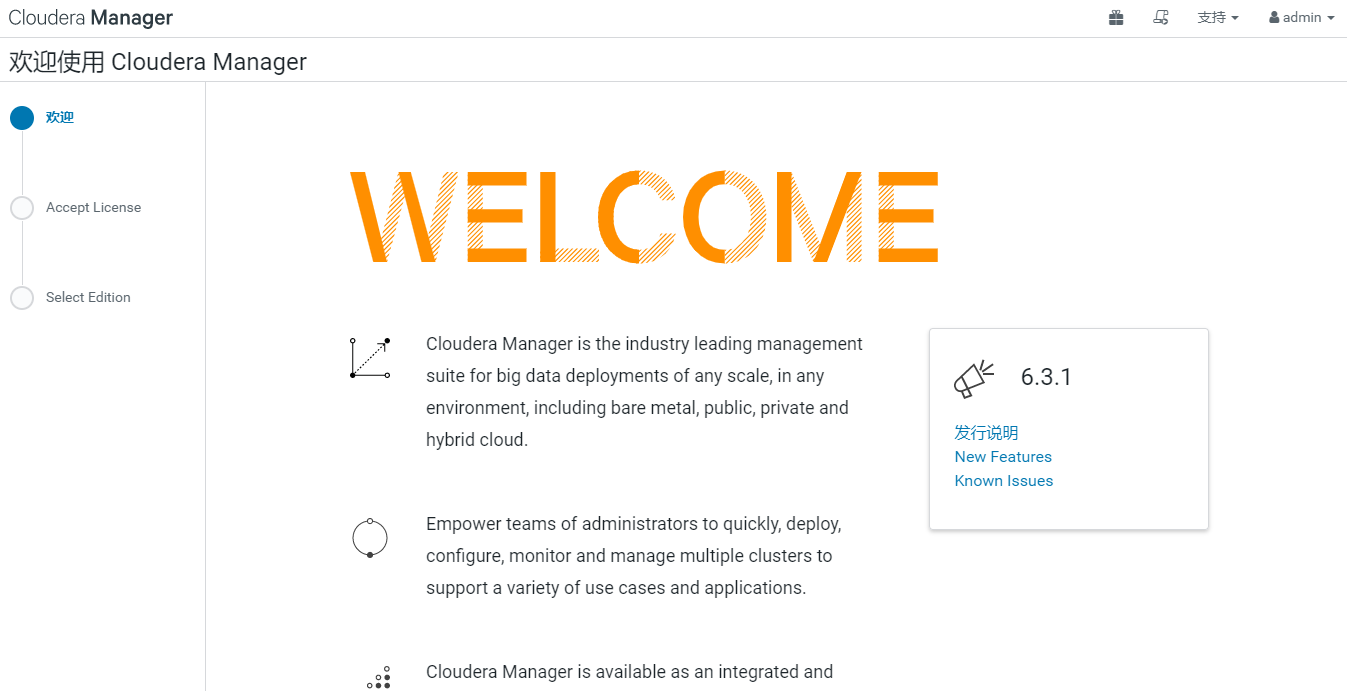 Cloudera Manager
支持
admin
欢迎使用 Cloudera Manager
欢迎
Accept License
Select Edition
WELCOME
Cloudera Manager is the industry leading management
suite for big data deployments of any scale, in any
environment, including bare metal, public, private and
hybrid cloud.
6.3.1
发行说明
New Features
Known Issues
Empower teams of administrators to quickly, deploy,
configure, monitor and manage multiple clusters to
support a variety of use cases and applications.
Cloudera Manager is available as an integrated and